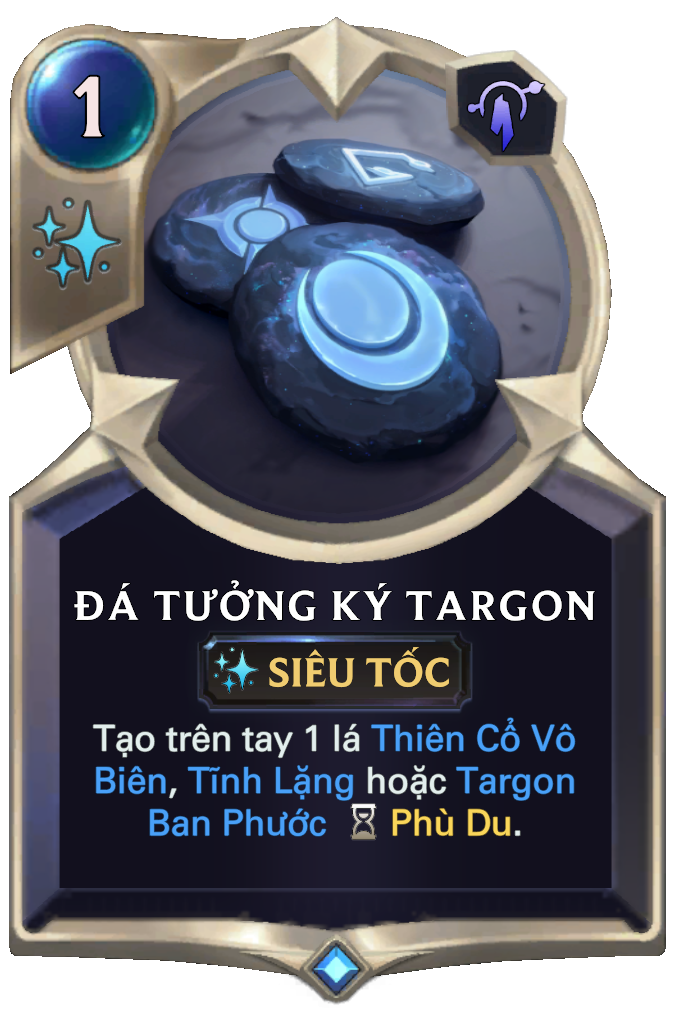 1
ĐÁ TƯỞNG KÝ TARGON
SIÊU TỐC
Tạo trên tay 1 lá Thiên Cổ Vô
Biên, Tĩnh Lặng hoặc Targon
Ban Phước Phù Du.